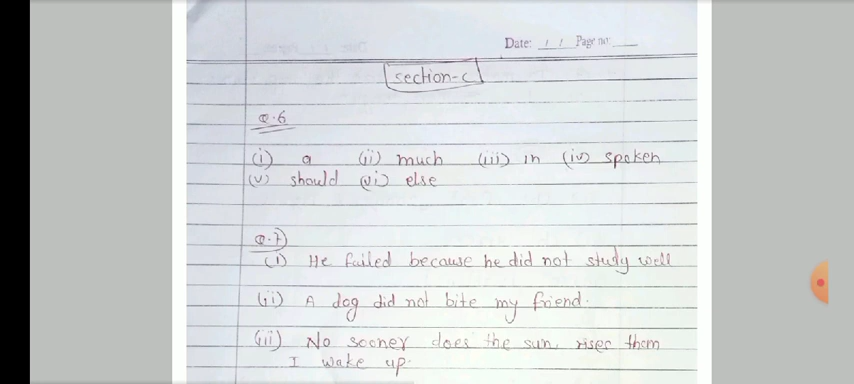 Date: / / Page no:
section-c
Q.6
(i) a (ii) much (iii) in (iv) spoken
(v) should (vi) else
Q.7)
(i) He failed because he did not study well
(ii) A dog did not bite my friend.
(iii) No sooner does the sun rises them
I wake up.